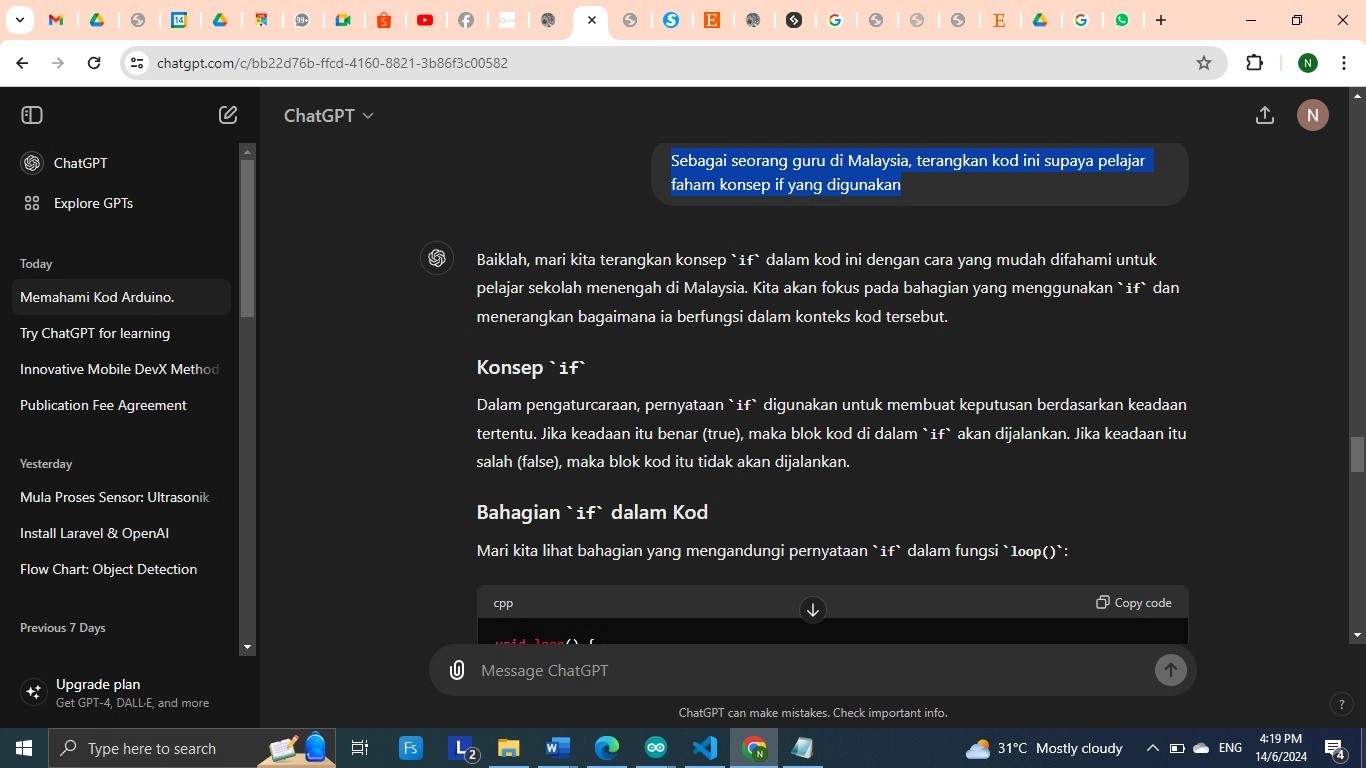 chatgpt.com/c/bb22d76b-ffcd-4160-8821-3b86f3c00582
N
ChatGPT
N
ChatGPT
Explore GPTs
Today
Memahami Kod Arduino.
Try ChatGPT for learning
Innovative Mobile DevX Method
Publication Fee Agreement
Yesterday
Mula Proses Sensor: Ultrasonik
Install Laravel & OpenAI
Flow Chart: Object Detection
Previous 7 Days
Upgrade plan
Get GPT-4, DALL·E, and more
Sebagai seorang guru di Malaysia, terangkan kod ini supaya pelajar
faham konsep if yang digunakan
Baiklah, mari kita terangkan konsep `if` dalam kod ini dengan cara yang mudah difahami untuk
pelajar sekolah menengah di Malaysia. Kita akan fokus pada bahagian yang menggunakan `if` dan
menerangkan bagaimana ia berfungsi dalam konteks kod tersebut.
Konsep `if`
Dalam pengaturcaraan, pernyataan `if` digunakan untuk membuat keputusan berdasarkan keadaan
tertentu. Jika keadaan itu benar (true), maka blok kod di dalam `if` akan dijalankan. Jika keadaan itu
salah (false), maka blok kod itu tidak akan dijalankan.
Bahagian `if` dalam Kod
Mari kita lihat bahagian yang mengandungi pernyataan `if` dalam fungsi `loop()`:
cpp Copy code
void loop() {
Message ChatGPT
ChatGPT can make mistakes. Check important info.
?
Type here to search
Fs
L 2
31°C Mostly cloudy
ENG
4:19 PM
14/6/2024
4